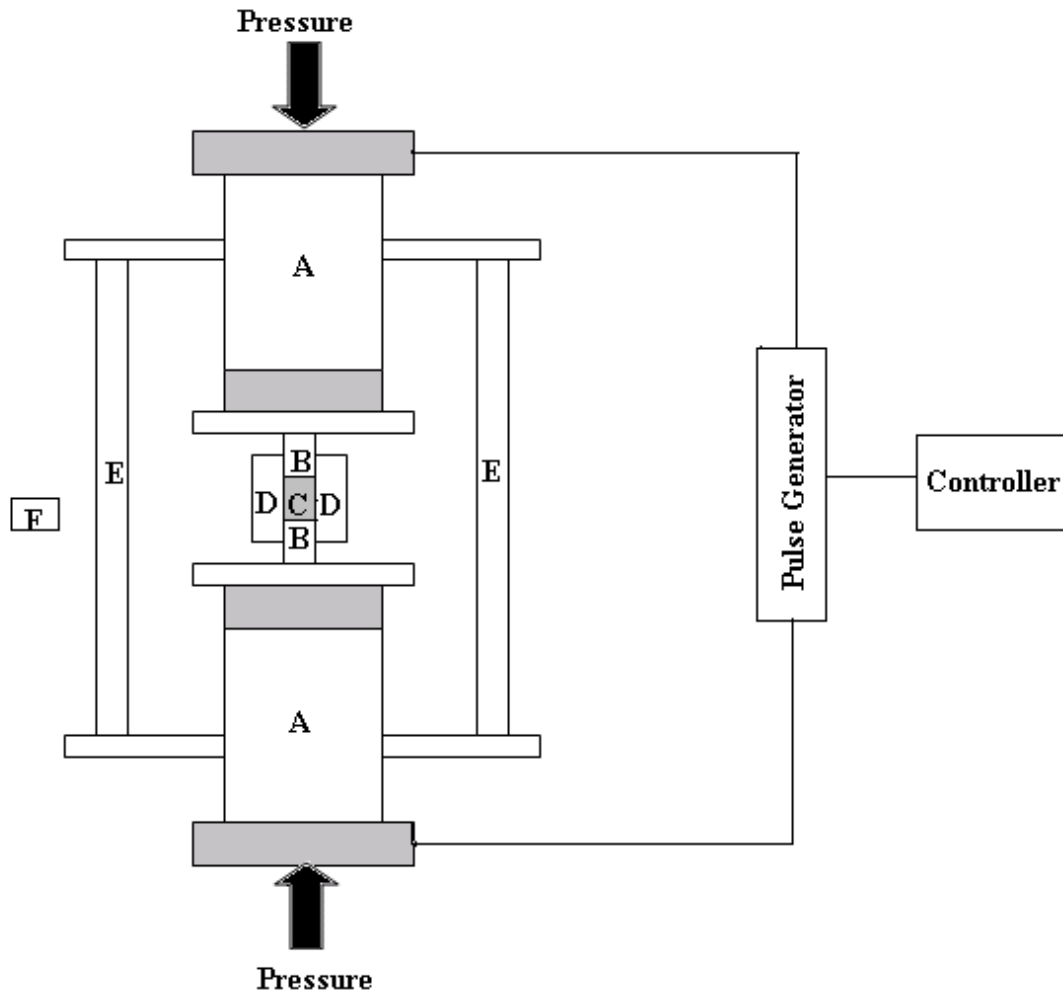 Pressure
A
E
E
B
D
C
D
B
F
A
Pulse Generator
Controller
Pressure